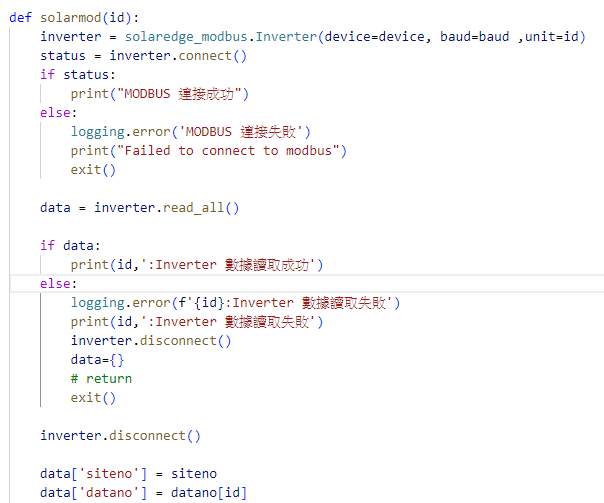 def solarmod(id):
    inverter = solaredge_modbus.Inverter(device=device, baud=baud ,unit=id)
    status = inverter.connect()
    if status:
        print("MODBUS 連接成功")
    else:
        logging.error('MODBUS 連接失敗')
        print("Failed to connect to modbus")
        exit()
    data = inverter.read_all()
    if data:
        print(id,':Inverter 數據讀取成功')
    else:
        logging.error(f'{id}:Inverter 數據讀取失敗')
        print(id,':Inverter 數據讀取失敗')
        inverter.disconnect()
        data={}
        # return
        exit()
    inverter.disconnect()
    data['siteno'] = siteno
    data['datano'] = datano[id]